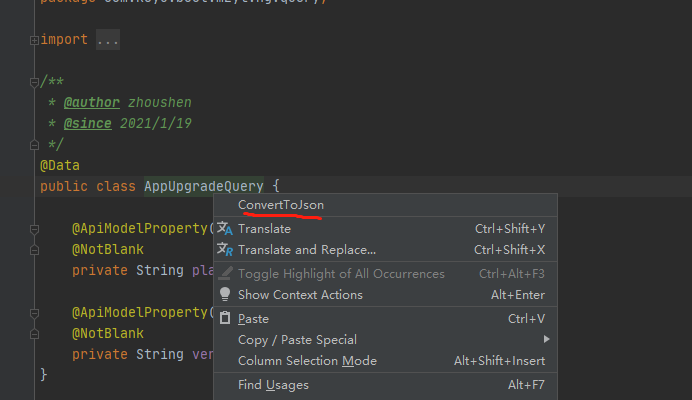 import ...
/**
* @author zhoushen
* @since 2021/1/19
*/
@Data
public class AppUpgradeQuery {
@ApiModelProperty(
@NotBlank
private String pla
@ApiModelProperty(
@NotBlank
private String ver
}
ConvertToJson
Translate Ctrl+Shift+Y
Translate and Replace... Ctrl+Shift+X
Toggle Highlight of All Occurrences Ctrl+Alt+F3
Show Context Actions Alt+Enter
Paste Ctrl+V
Copy / Paste Special
Column Selection Mode Alt+Shift+Insert
Find Usages Alt+F7